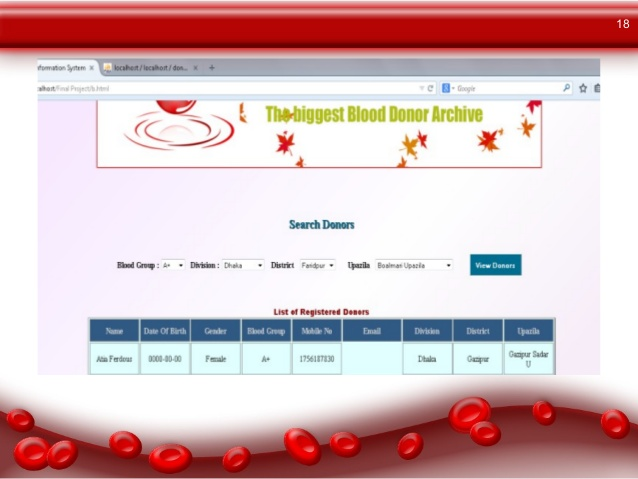 18
nformation System × localhost / localhost / don... × +
alhost/Final Project/b.html Google
The biggest Blood Donor Archive
Search Donors
Blood Group : A+ Division : Dhaka District Faridpur Upazila Boalmari Upazila View Donors
List of Registered Donors
Name Date Of Birth Gender Blood Group Mobile No Email Division District Upazila
Atia Ferdous 0000-00-00 Female A+ 1756187830 Dhaka Gazipur Gazipur Sadar
U